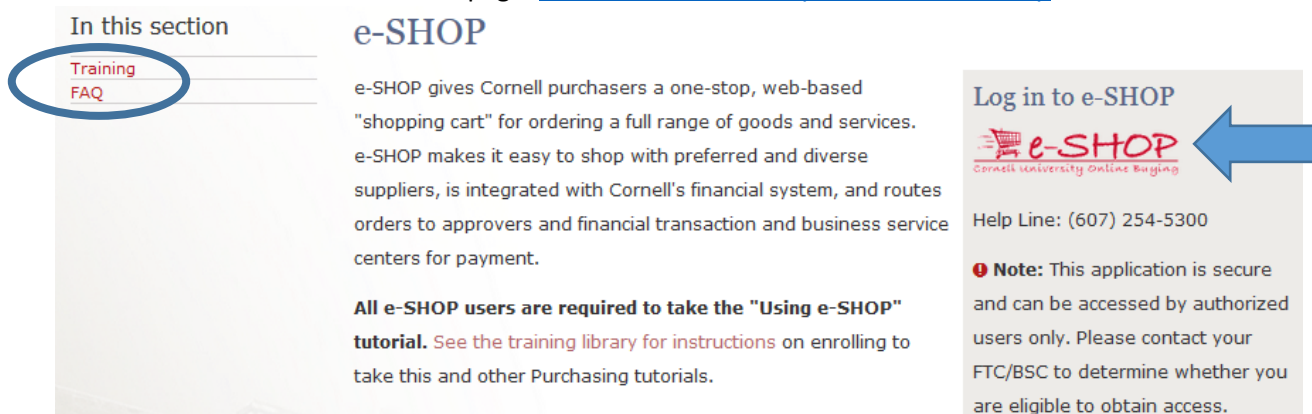 In this section
Training
FAQ
e-SHOP
e-SHOP gives Cornell purchasers a one-stop, web-based
"shopping cart" for ordering a full range of goods and services.
e-SHOP makes it easy to shop with preferred and diverse
suppliers, is integrated with Cornell's financial system, and routes
orders to approvers and financial transaction and business service
centers for payment.
All e-SHOP users are required to take the "Using e-SHOP"
tutorial. See the training library for instructions on enrolling to
take this and other Purchasing tutorials.
Log in to e-SHOP
e-SHOP
Cornell University Online Buying
Help Line: (607) 254-5300
Note: This application is secure
and can be accessed by authorized
users only. Please contact your
FTC/BSC to determine whether you
are eligible to obtain access.